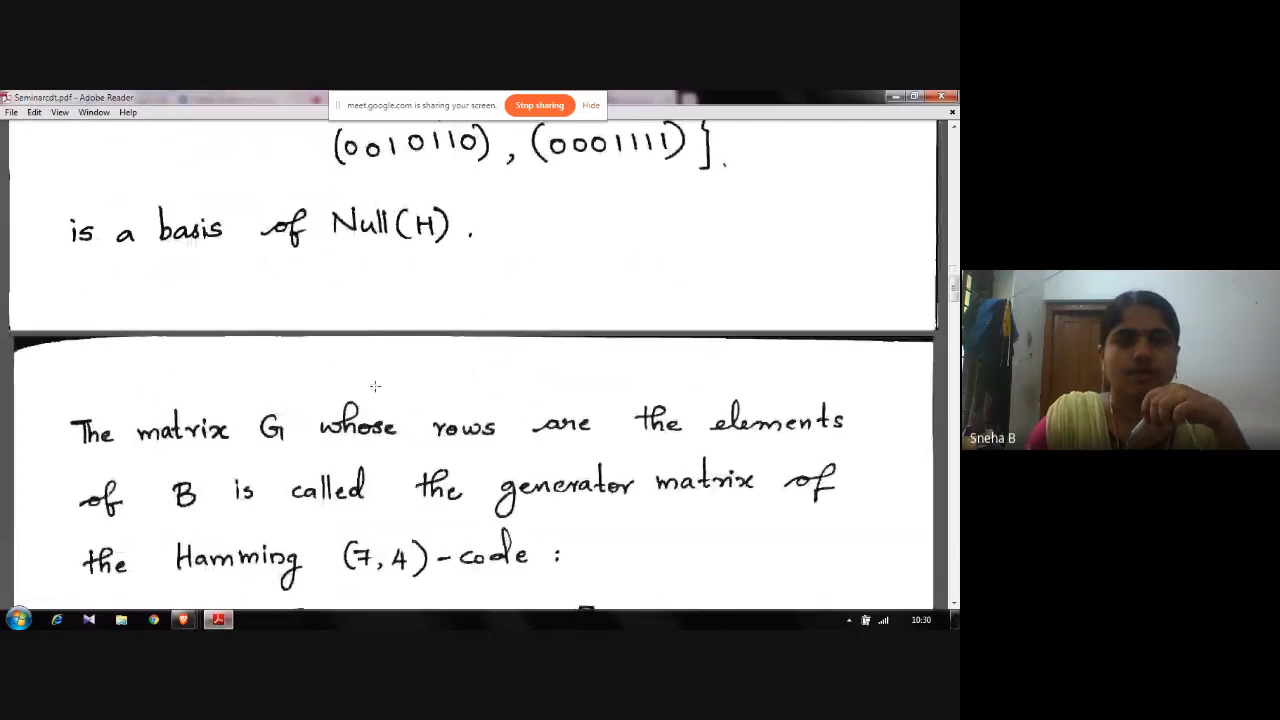 Seminarcdt.pdf - Adobe Reader
meet.google.com is sharing your screen. Stop sharing Hide
File Edit View Window Help
(0010110), (0001111) }.
is a basis of Null(H).
The matrix G whose rows are the elements
of B is called the generator matrix of
the Hamming (7,4)-code :
Sneha B
10:30